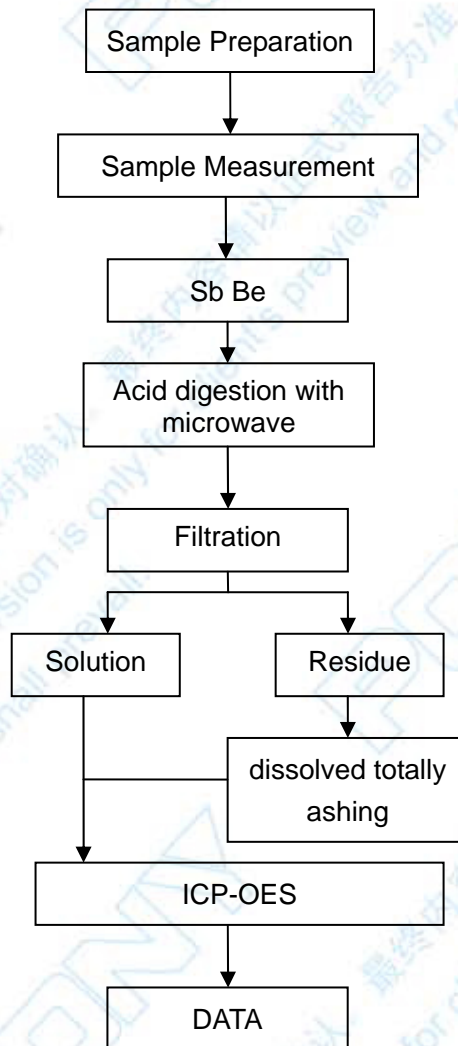 Sample Preparation
Sample Measurement
Sb Be
Acid digestion with
microwave
Filtration
Solution
Residue
dissolved totally
ashing
ICP-OES
DATA
PONY